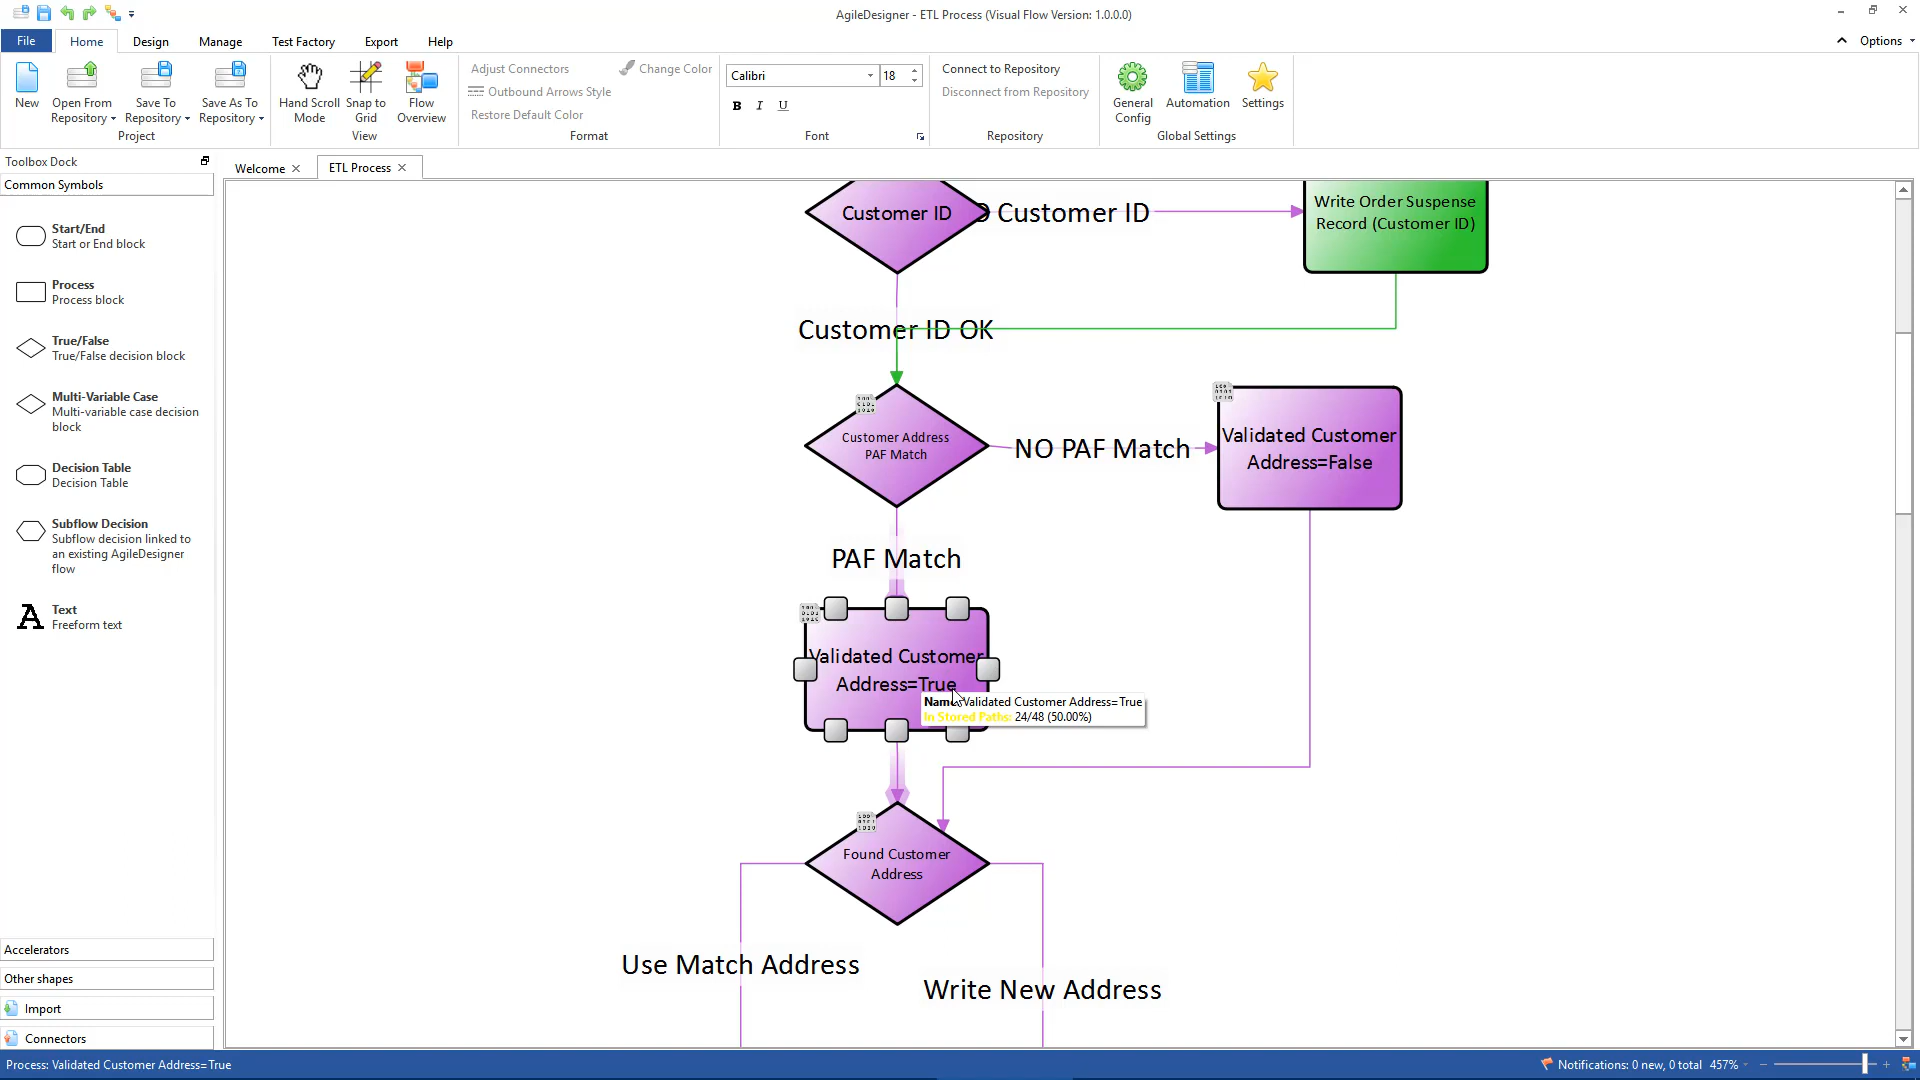 AgileDesigner - ETL Process (Visual Flow Version: 1.0.0.0)
File
Home
Design
Manage
Test Factory
Export
Help
Options
New
Open From
Repository
Save To
Repository
Save As To
Repository
Project
Hand Scroll
Mode
Snap to
Grid
Flow
Overview
View
Adjust Connectors
Change Color
Outbound Arrows Style
Restore Default Color
Format
Calibri
18
B I U
Font
Connect to Repository
Disconnect from Repository
Repository
General
Config
Automation
Settings
Global Settings
Toolbox Dock
Welcome
ETL Process
Common Symbols
Start/End
Start or End block
Process
Process block
True/False
True/False decision block
Multi-Variable Case
Multi-variable case decision
block
Decision Table
Decision Table
Subflow Decision
Subflow decision linked to
an existing AgileDesigner
flow
A
Text
Freeform text
Accelerators
Other shapes
Import
Connectors
Customer ID
Customer ID
Write Order Suspense
Record (Customer ID)
Customer ID OK
Customer Address
PAF Match
NO PAF Match
Validated Customer
Address=False
PAF Match
Validated Customer
Address=True
Validated Customer Address=True
In Stored Paths: 24/48 (50.00%)
Found Customer
Address
Use Match Address
Write New Address
Process: Validated Customer Address=True
Notifications: 0 new, 0 total
457%